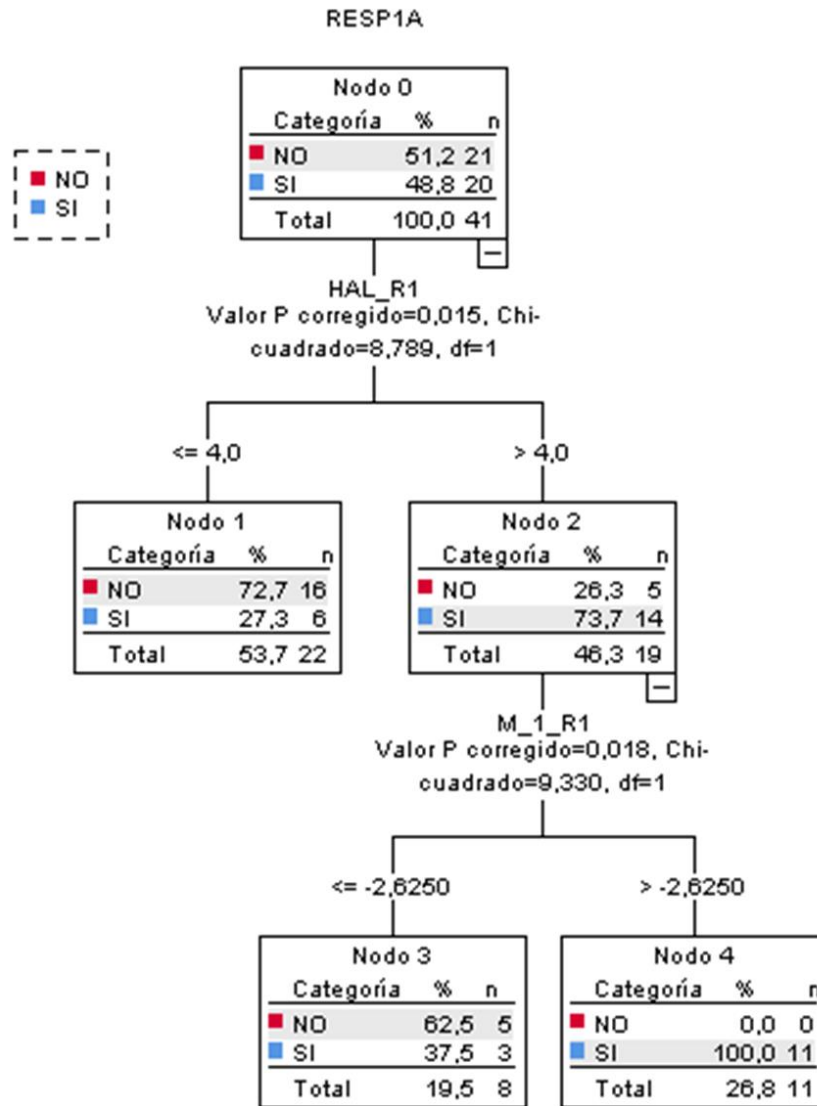 RESP1A
NO
SI
Nodo 0
Categoría % n
NO 51,2 21
SI 48,8 20
Total 100,0 41
HAL_R1
Valor P corregido=0,015, Chi-
cuadrado=8,789, df=1
<= 4,0
> 4,0
Nodo 1
Categoría % n
NO 72,7 16
SI 27,3 6
Total 53,7 22
Nodo 2
Categoría % n
NO 26,3 5
SI 73,7 14
Total 46,3 19
M_1_R1
Valor P corregido=0,018, Chi-
cuadrado=9,330, df=1
<= -2,6250
> -2,6250
Nodo 3
Categoría % n
NO 62,5 5
SI 37,5 3
Total 19,5 8
Nodo 4
Categoría % n
NO 0,0 0
SI 100,0 11
Total 26,8 11